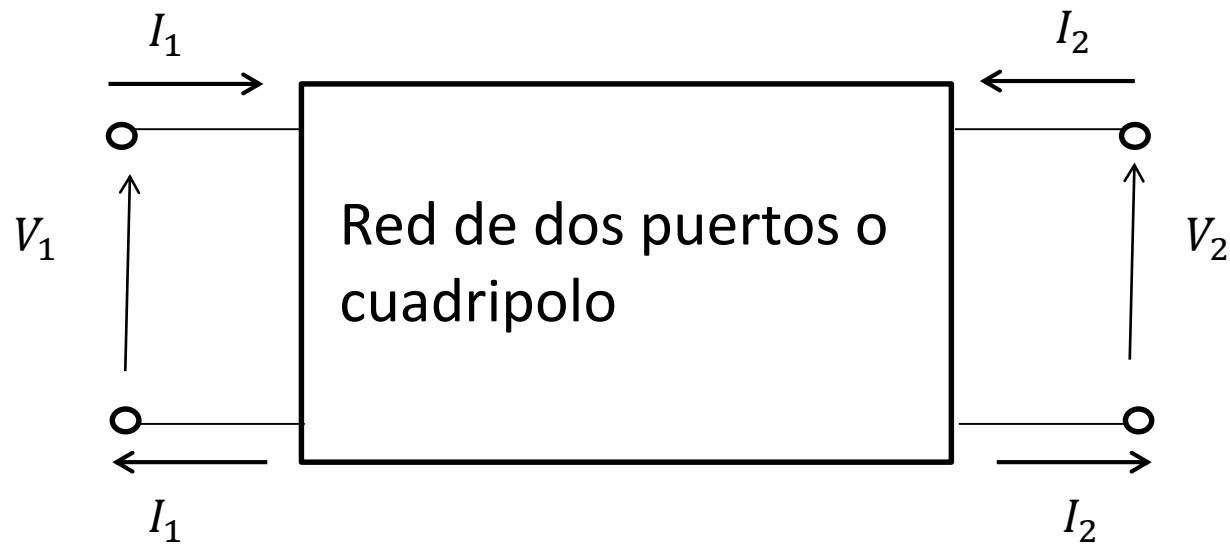 I₁
I₂
V₁
Red de dos puertos o
cuadripolo
V₂
I₁
I₂